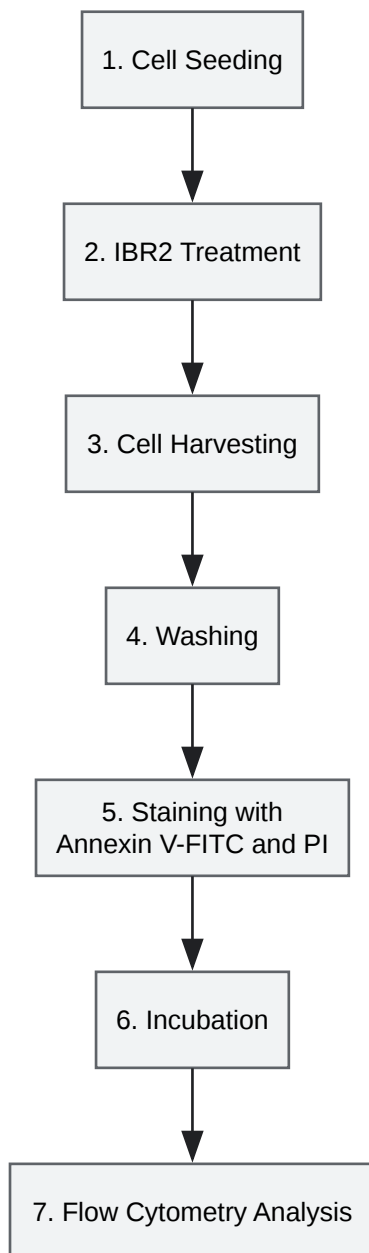 1. Cell Seeding
2. IBR2 Treatment
3. Cell Harvesting
4. Washing
5. Staining with
Annexin V-FITC and PI
6. Incubation
7. Flow Cytometry Analysis